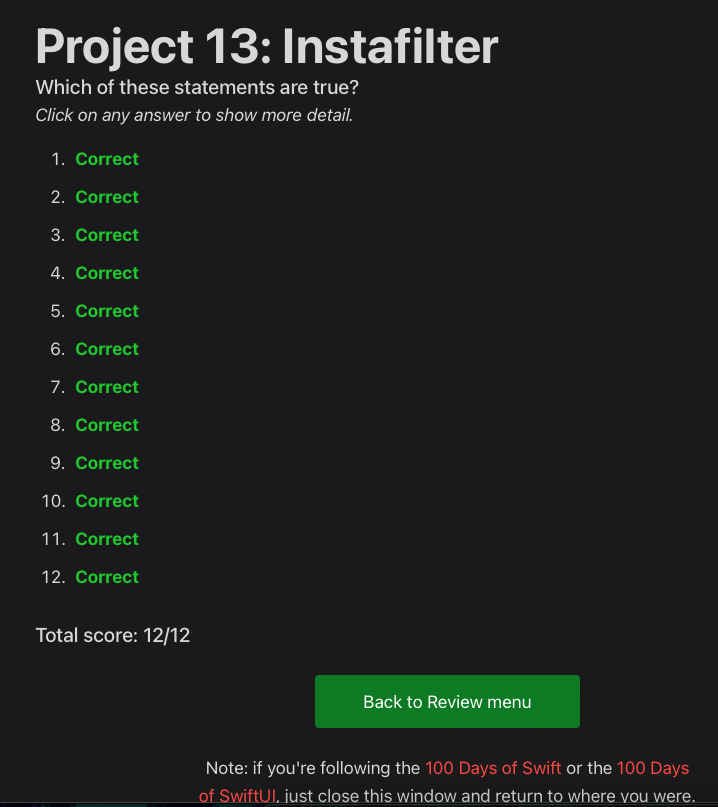 Project 13: Instafilter
Which of these statements are true?
Click on any answer to show more detail.
1. Correct
2. Correct
3. Correct
4. Correct
5. Correct
6. Correct
7. Correct
8. Correct
9. Correct
10. Correct
11. Correct
12. Correct
Total score: 12/12
Back to Review menu
Note: if you're following the 100 Days of Swift or the 100 Days
of SwiftUI, just close this window and return to where you were.